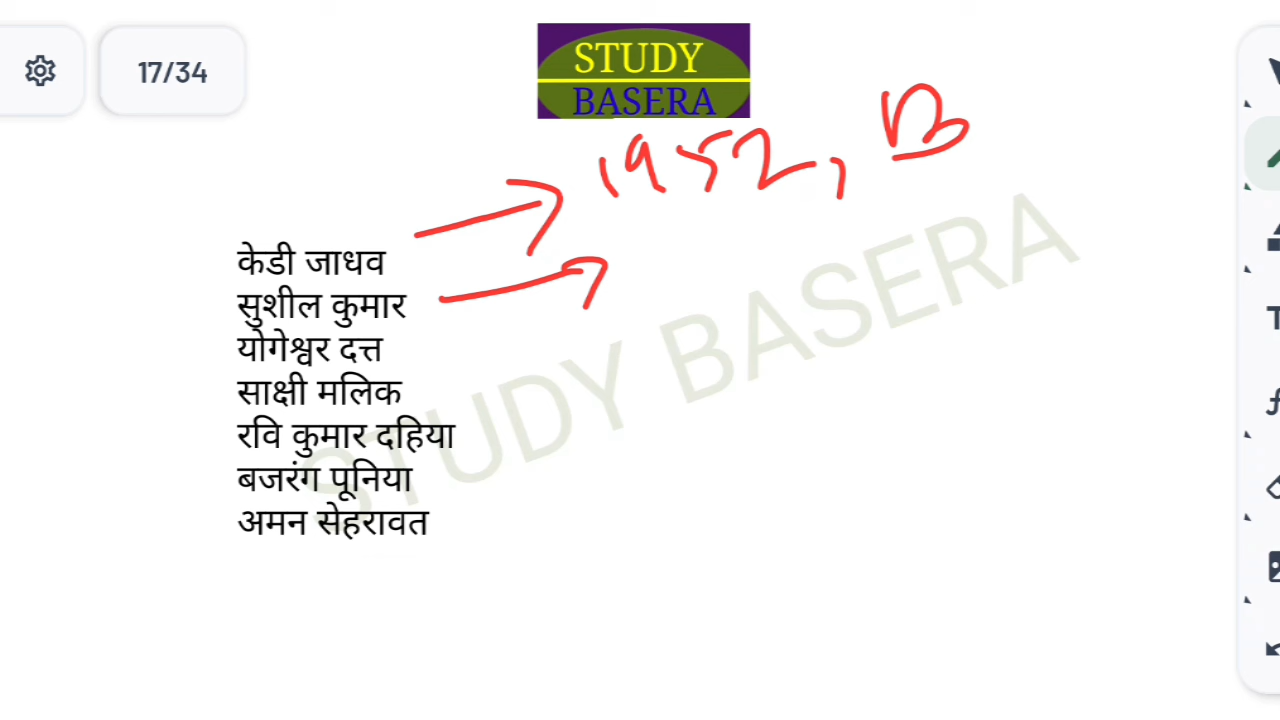 17/34
STUDY
BASERA
1952, B
केडी जाधव
सुशील कुमार
योगेश्वर दत्त
साक्षी मलिक
रवि कुमार दहिया
बजरंग पूनिया
अमन सेहरावत
STUDY BASERA
T